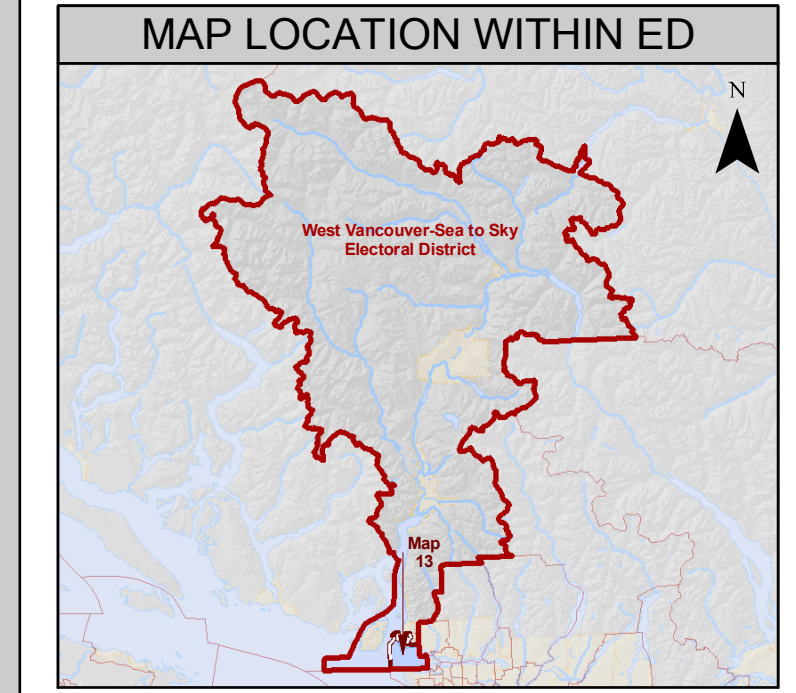 MAP LOCATION WITHIN ED
N
West Vancouver-Sea to Sky
Electoral District
Map
13